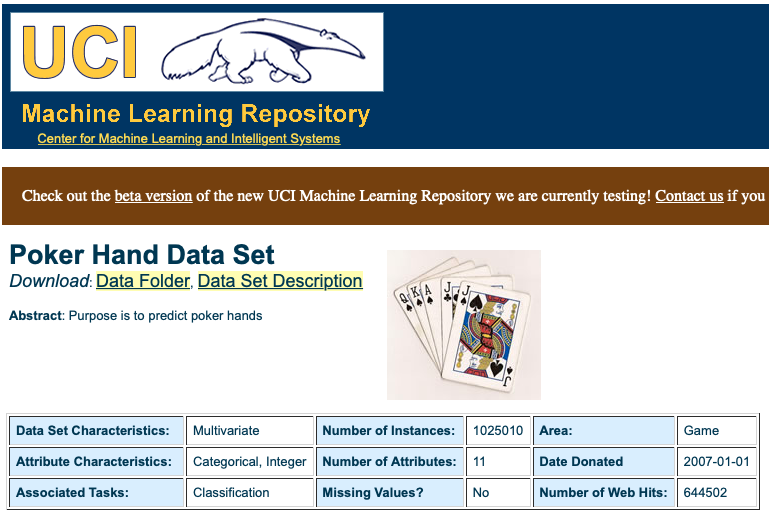 UCI
Machine Learning Repository
Center for Machine Learning and Intelligent Systems
Check out the beta version of the new UCI Machine Learning Repository we are currently testing! Contact us if you
Poker Hand Data Set
Download: Data Folder, Data Set Description
Abstract: Purpose is to predict poker hands
Q K A J J
J
Data Set Characteristics: Multivariate Number of Instances: 1025010 Area: Game
Attribute Characteristics: Categorical, Integer Number of Attributes: 11 Date Donated 2007-01-01
Associated Tasks: Classification Missing Values? No Number of Web Hits: 644502